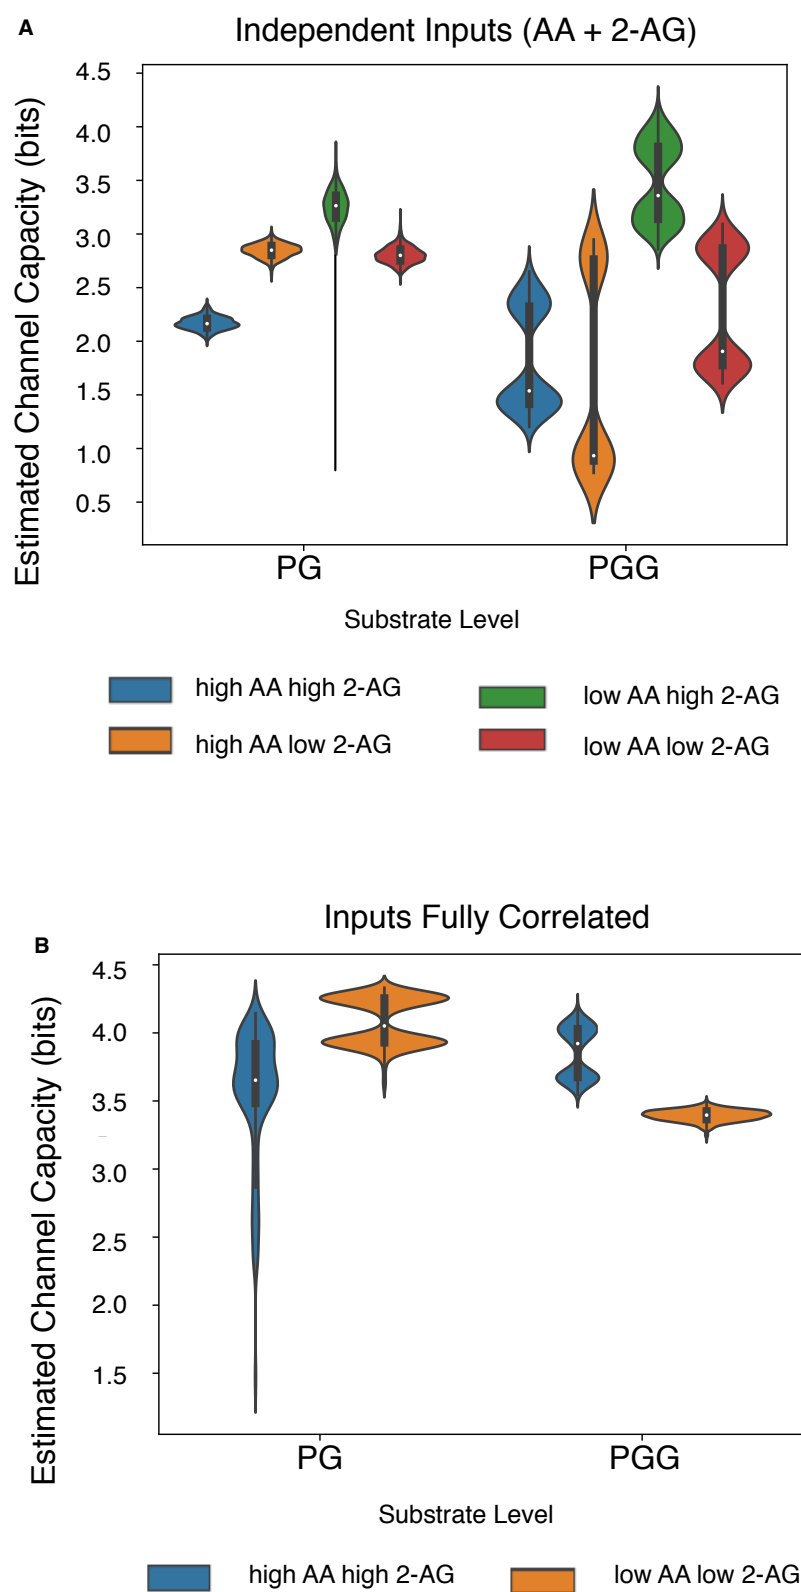 A
Independent Inputs (AA + 2-AG)
Estimated Channel Capacity (bits)
4.5
4.0
3.5
3.0
2.5
2.0
1.5
1.0
0.5
PG PGG
Substrate Level
high AA high 2-AG
low AA high 2-AG
high AA low 2-AG
low AA low 2-AG
B
Inputs Fully Correlated
Estimated Channel Capacity (bits)
4.5
4.0
3.5
3.0
2.5
2.0
1.5
PG PGG
Substrate Level
high AA high 2-AG
low AA low 2-AG